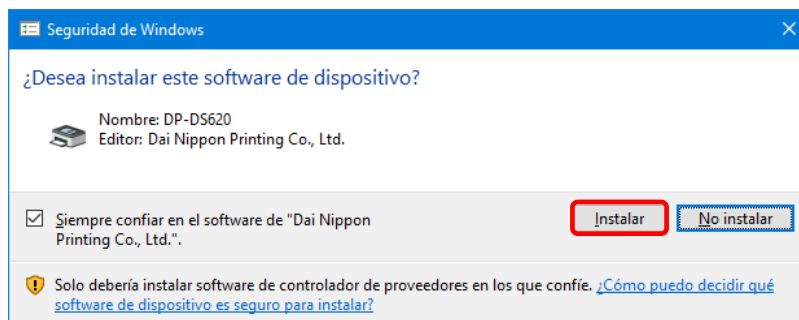 Seguridad de Windows
¿Desea instalar este software de dispositivo?
Nombre: DP-DS620
Editor: Dai Nippon Printing Co., Ltd.
Siempre confiar en el software de "Dai Nippon
Printing Co., Ltd.".
Instalar
No instalar
Solo debería instalar software de controlador de proveedores en los que confíe. ¿Cómo puedo decidir qué
software de dispositivo es seguro para instalar?